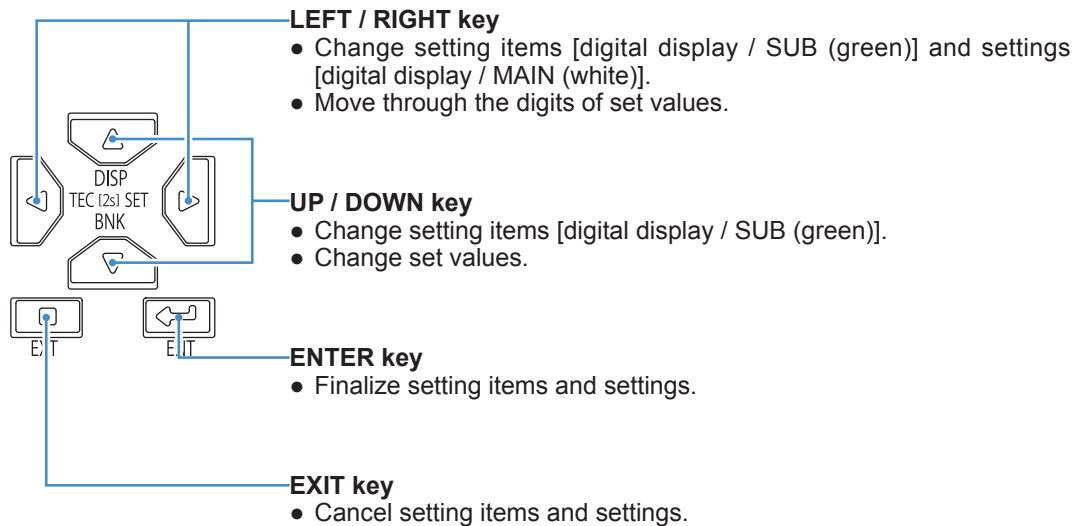 LEFT / RIGHT key
● Change setting items [digital display / SUB (green)] and settings
[digital display / MAIN (white)].
● Move through the digits of set values.
DISP
TEC [2s] SET
BNK
UP / DOWN key
● Change setting items [digital display / SUB (green)].
● Change set values.
EXT
ENT
ENTER key
● Finalize setting items and settings.
EXIT key
● Cancel setting items and settings.